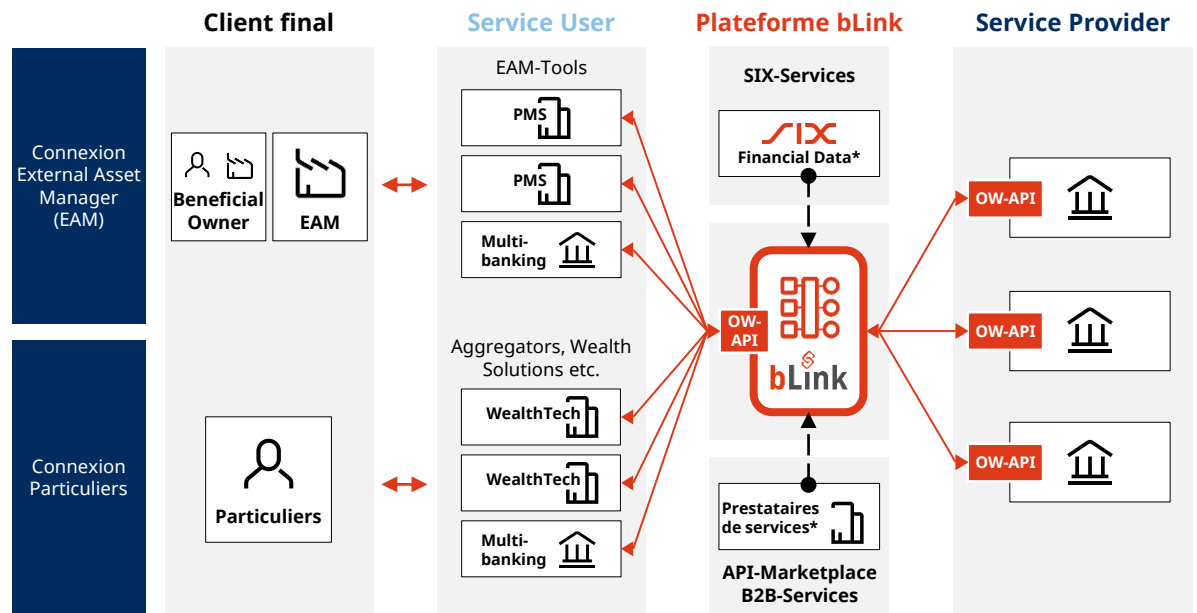 Client final
Service User
Plateforme bLink
Service Provider
Connexion
External Asset
Manager
(EAM)
Beneficial
Owner
EAM
EAM-Tools
PMS
PMS
Multi-
banking
SIX-Services
SIX
Financial Data*
OW-
API
bLink
OW-API
OW-API
OW-API
Connexion
Particuliers
Particuliers
Aggregators, Wealth
Solutions etc.
WealthTech
WealthTech
Multi-
banking
Prestataires
de services*
API-Marketplace
B2B-Services